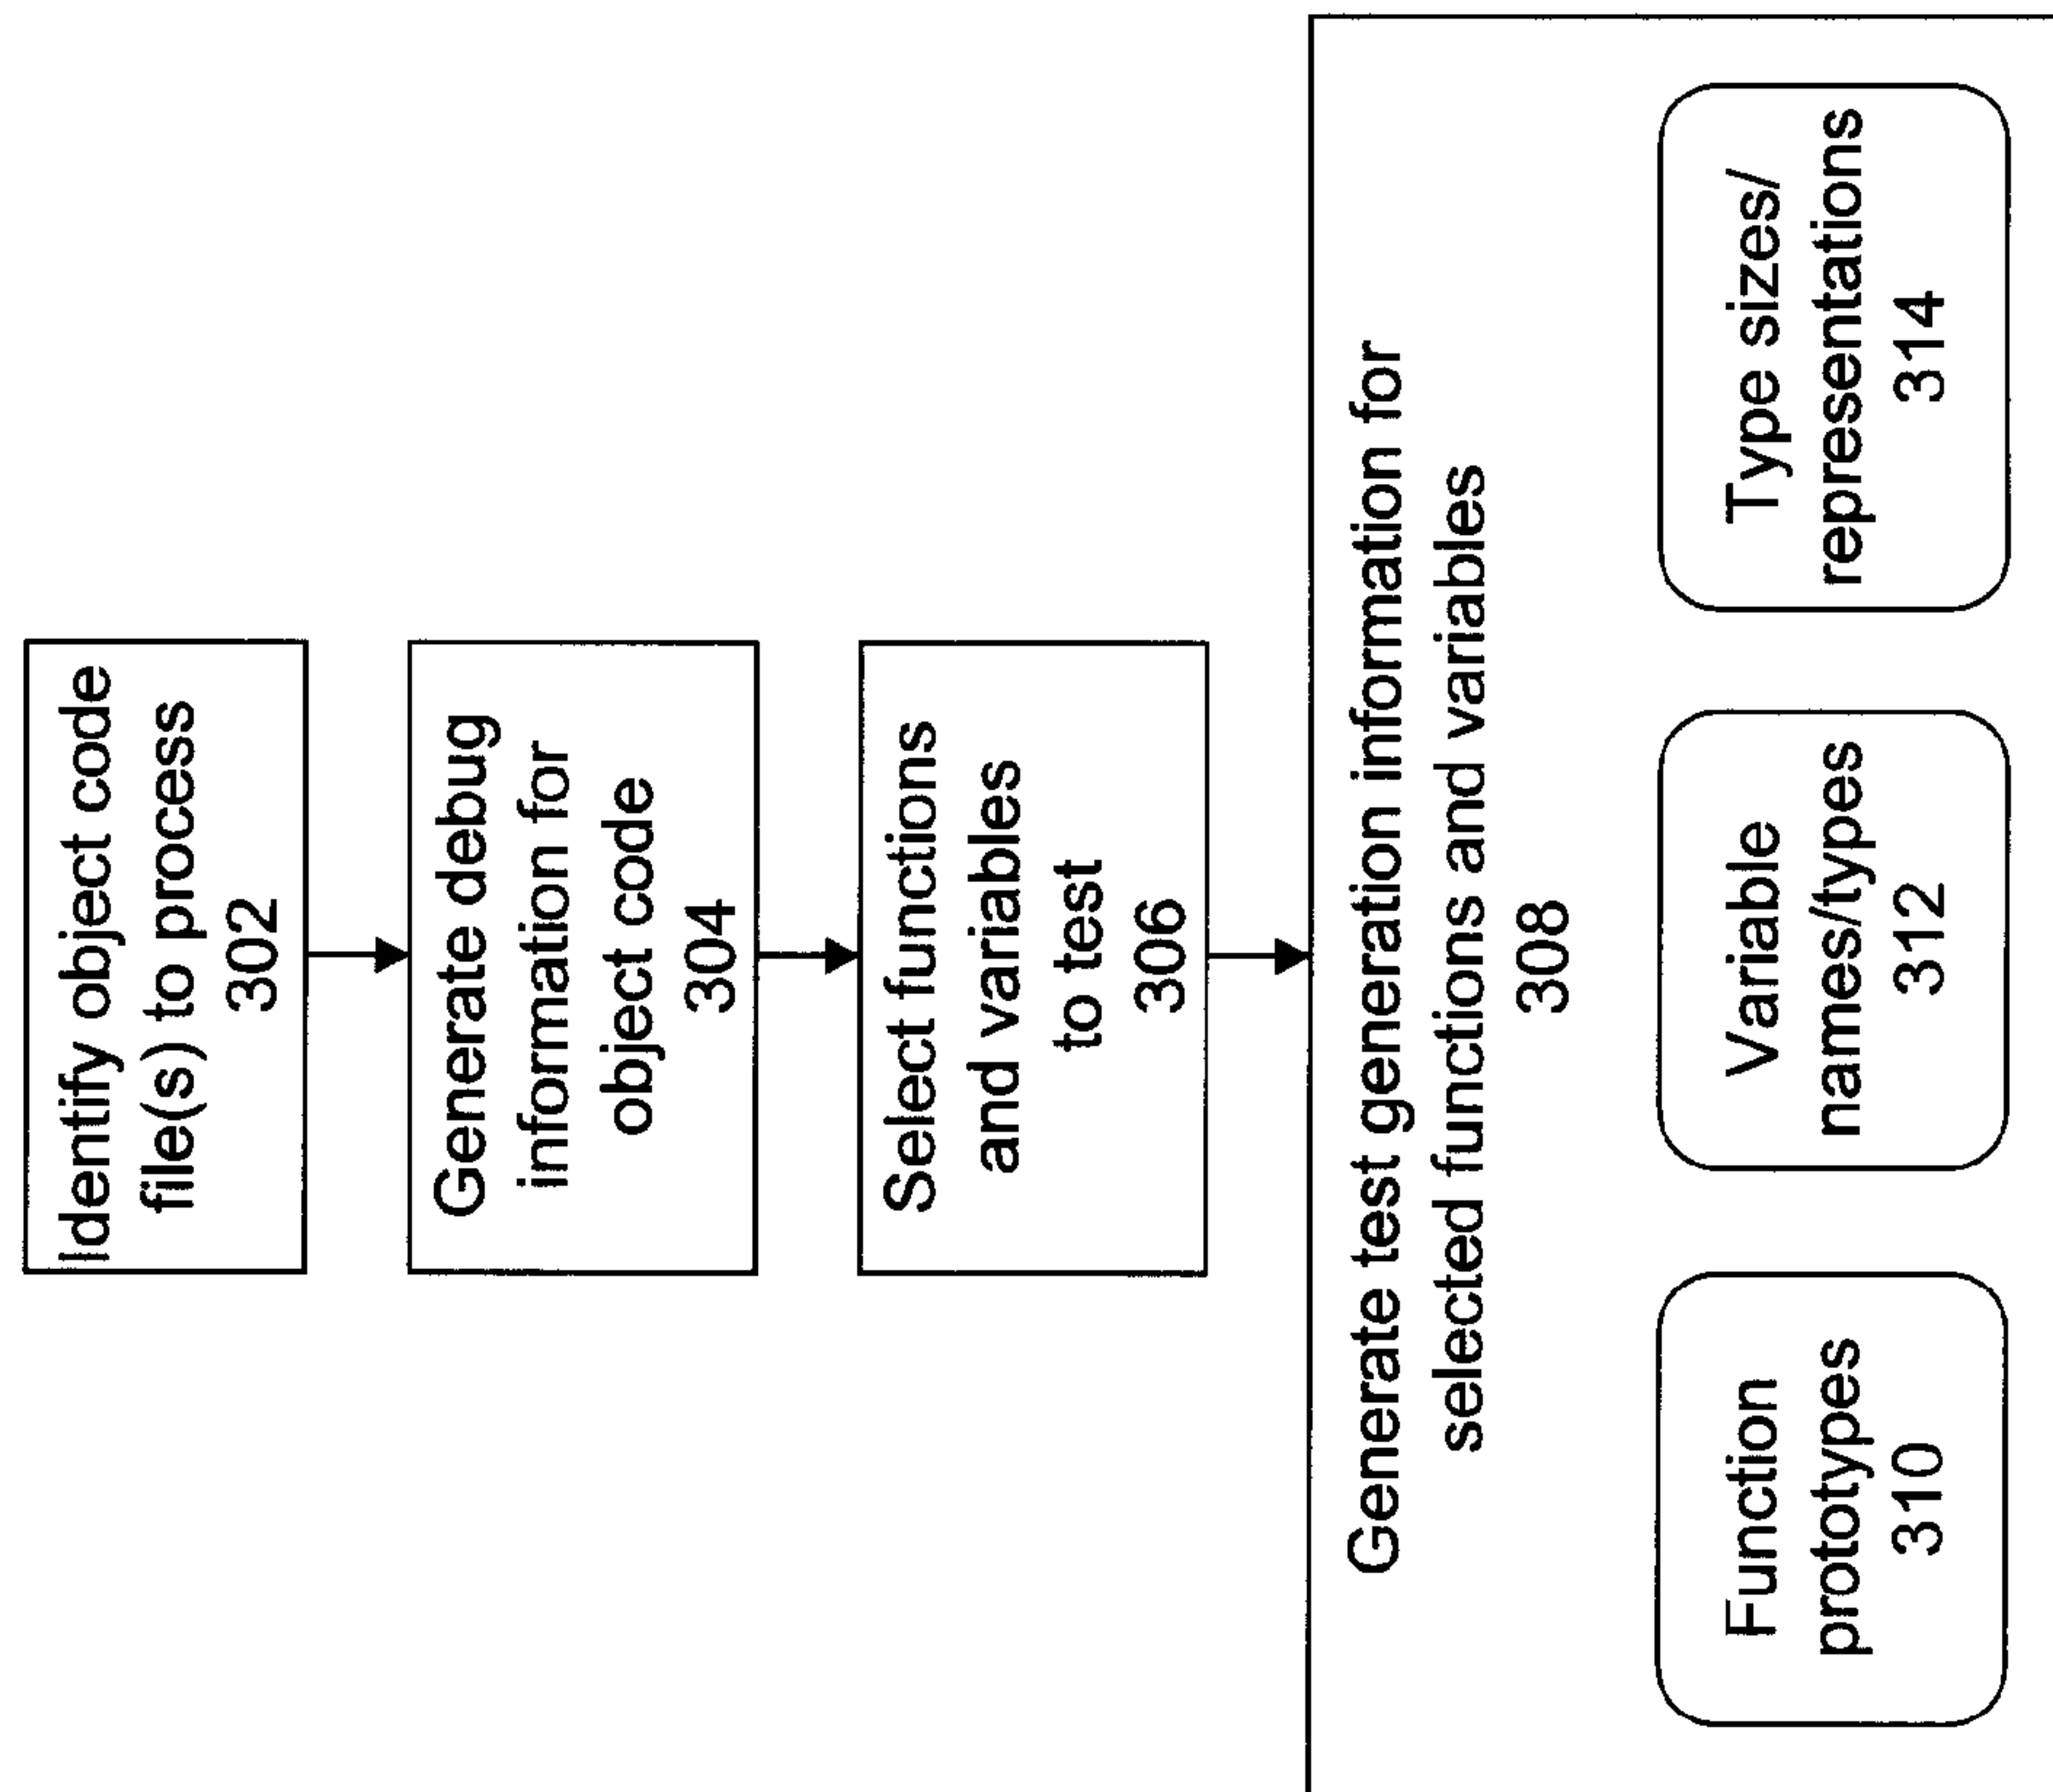 Identify object code
file(s) to process
302
Generate debug
information for
object code
304
Select functions
and variables
to test
306
Generate test generation information for
selected functions and variables
308
Function
prototypes
310
Variable
names/types
312
Type sizes/
representations
314